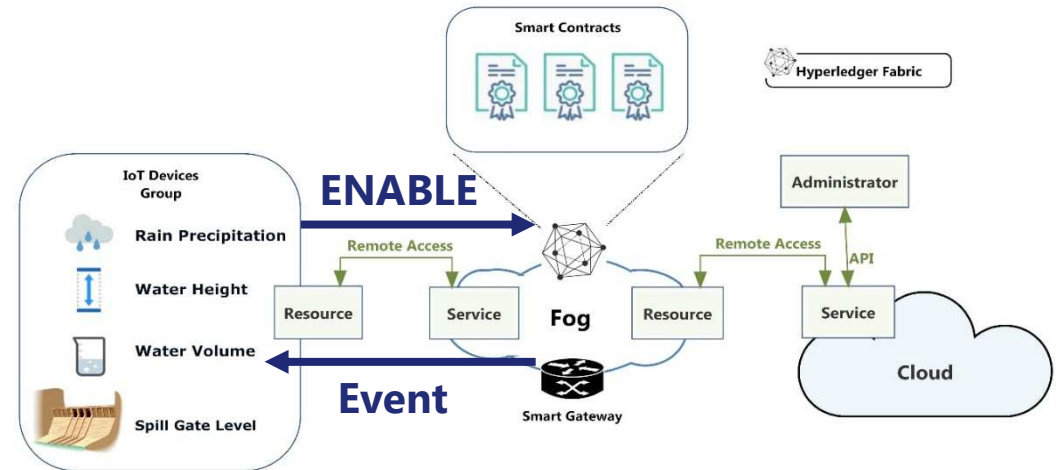 Smart Contracts
Hyperledger Fabric
IoT Devices
Group
Rain Precipitation
Water Height
Water Volume
Spill Gate Level
ENABLE
Remote Access
Resource
Service
Event
Fog
Smart Gateway
Resource
Remote Access
Administrator
API
Service
Cloud